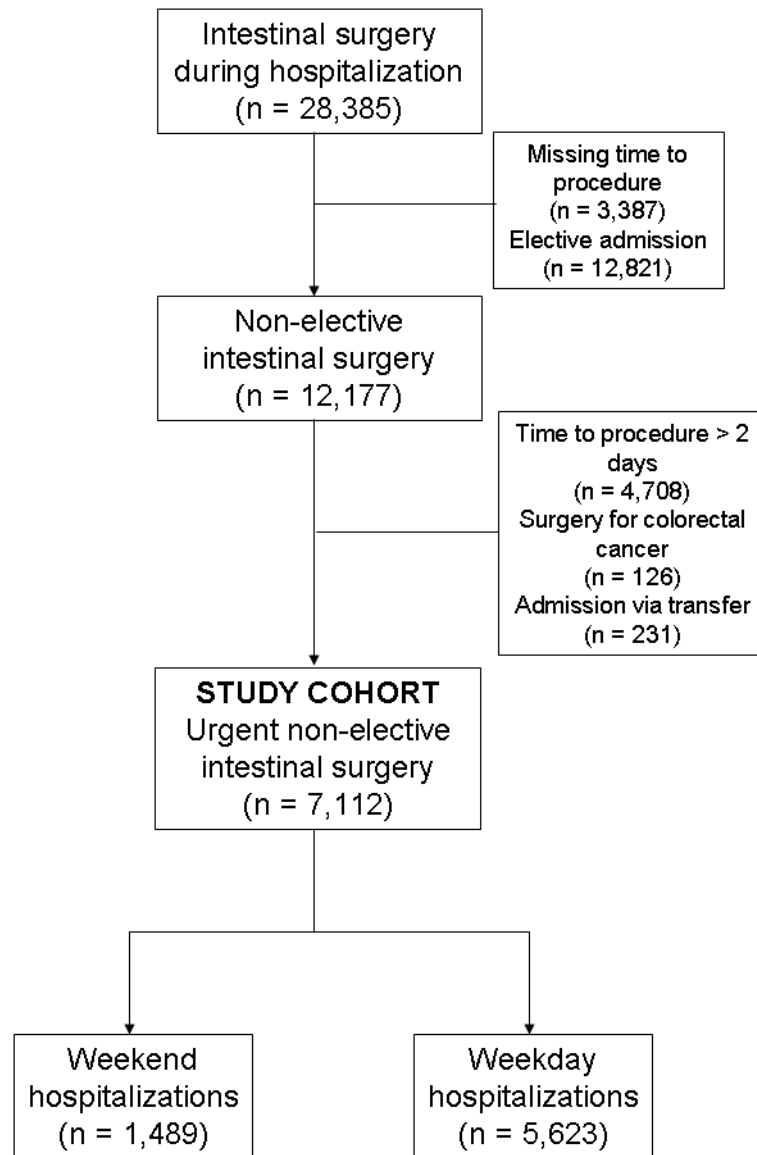 Intestinal surgery
during hospitalization
(n = 28,385)
Missing time to
procedure
(n = 3,387)
Elective admission
(n = 12,821)
Non-elective
intestinal surgery
(n = 12,177)
Time to procedure > 2
days
(n = 4,708)
Surgery for colorectal
cancer
(n = 126)
Admission via transfer
(n = 231)
STUDY COHORT
Urgent non-elective
intestinal surgery
(n = 7,112)
Weekend
hospitalizations
(n = 1,489)
Weekday
hospitalizations
(n = 5,623)